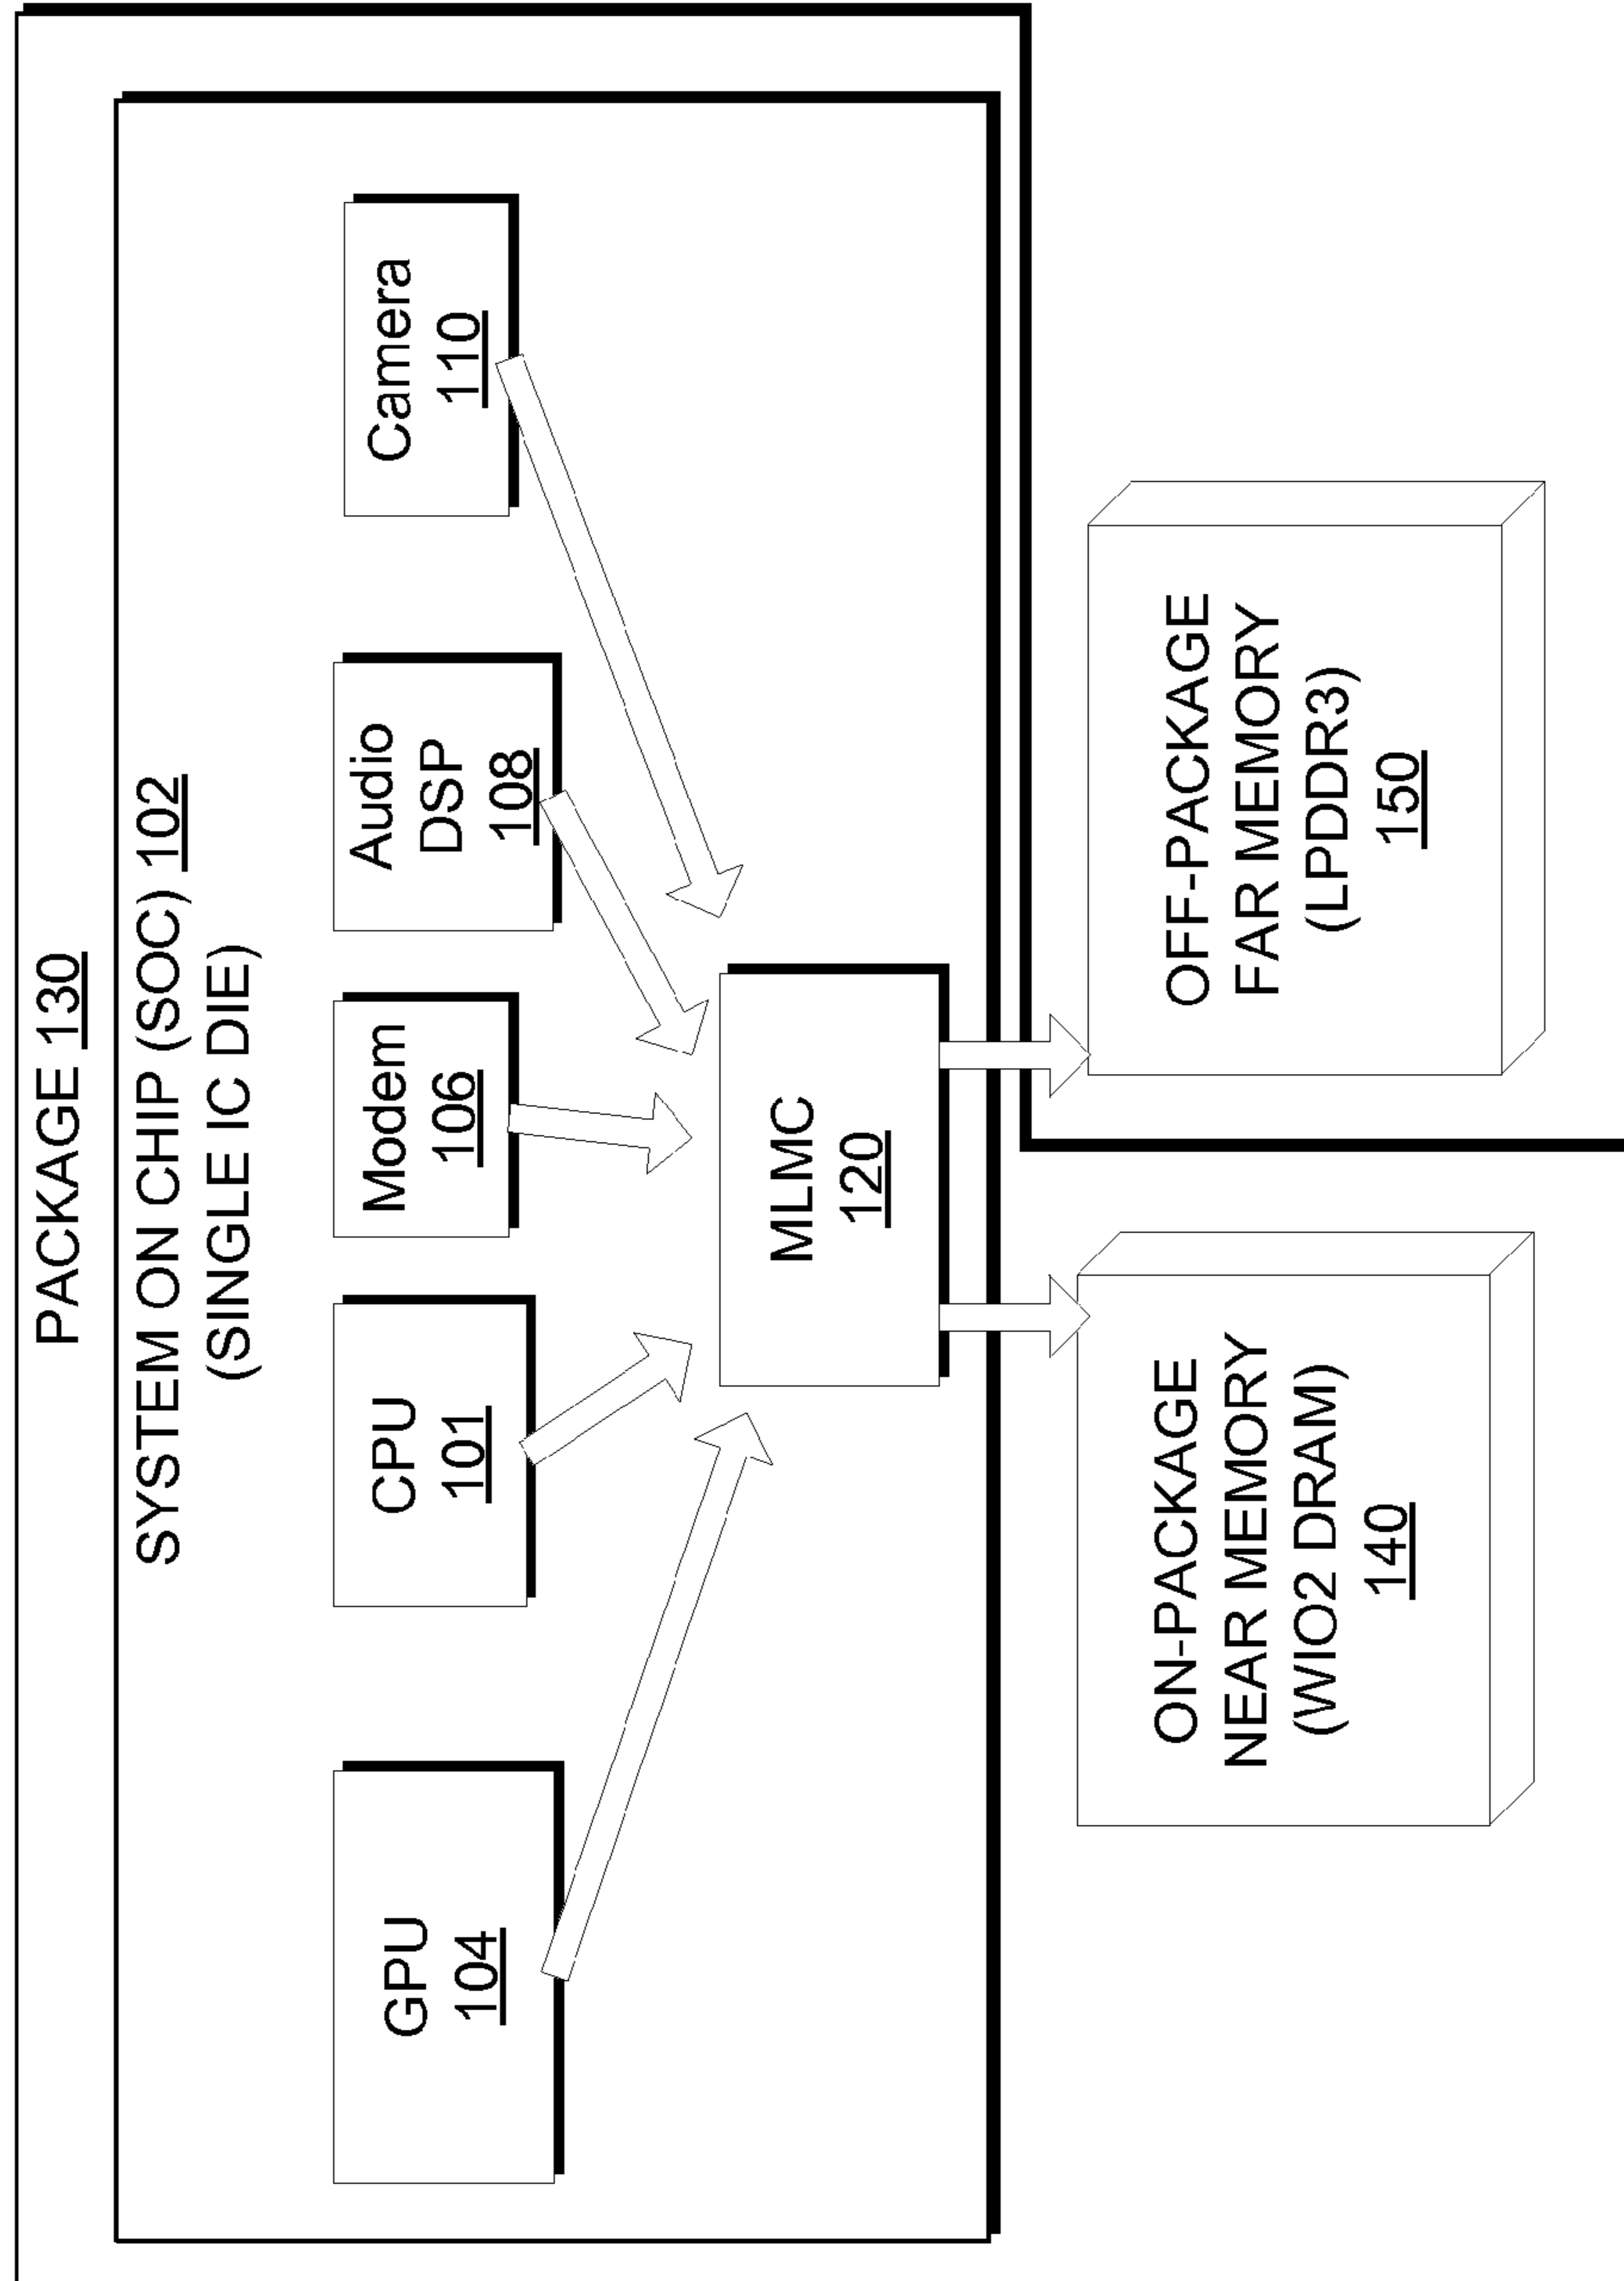 PACKAGE 130
SYSTEM ON CHIP (SOC) 102
(SINGLE IC DIE)
GPU
104
CPU
101
Modem
106
Audio
DSP
108
Camera
110
MLMC
120
ON-PACKAGE
NEAR MEMORY
(WIO2 DRAM)
140
OFF-PACKAGE
FAR MEMORY
(LPDDR3)
150